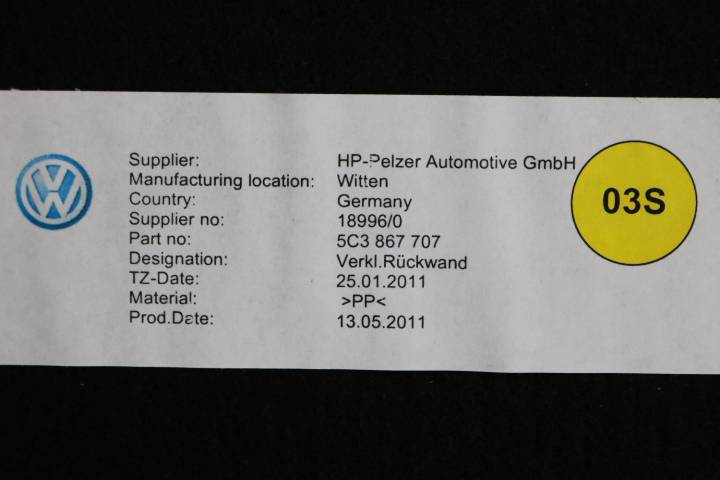 Supplier: HP-Pelzer Automotive GmbH
Manufacturing location: Witten
Country: Germany
Supplier no: 18996/0
Part no: 5C3 867 707
Designation: Verkl.Rückwand
TZ-Date: 25.01.2011
Material: >PP<
Prod.Date: 13.05.2011
03S
VW